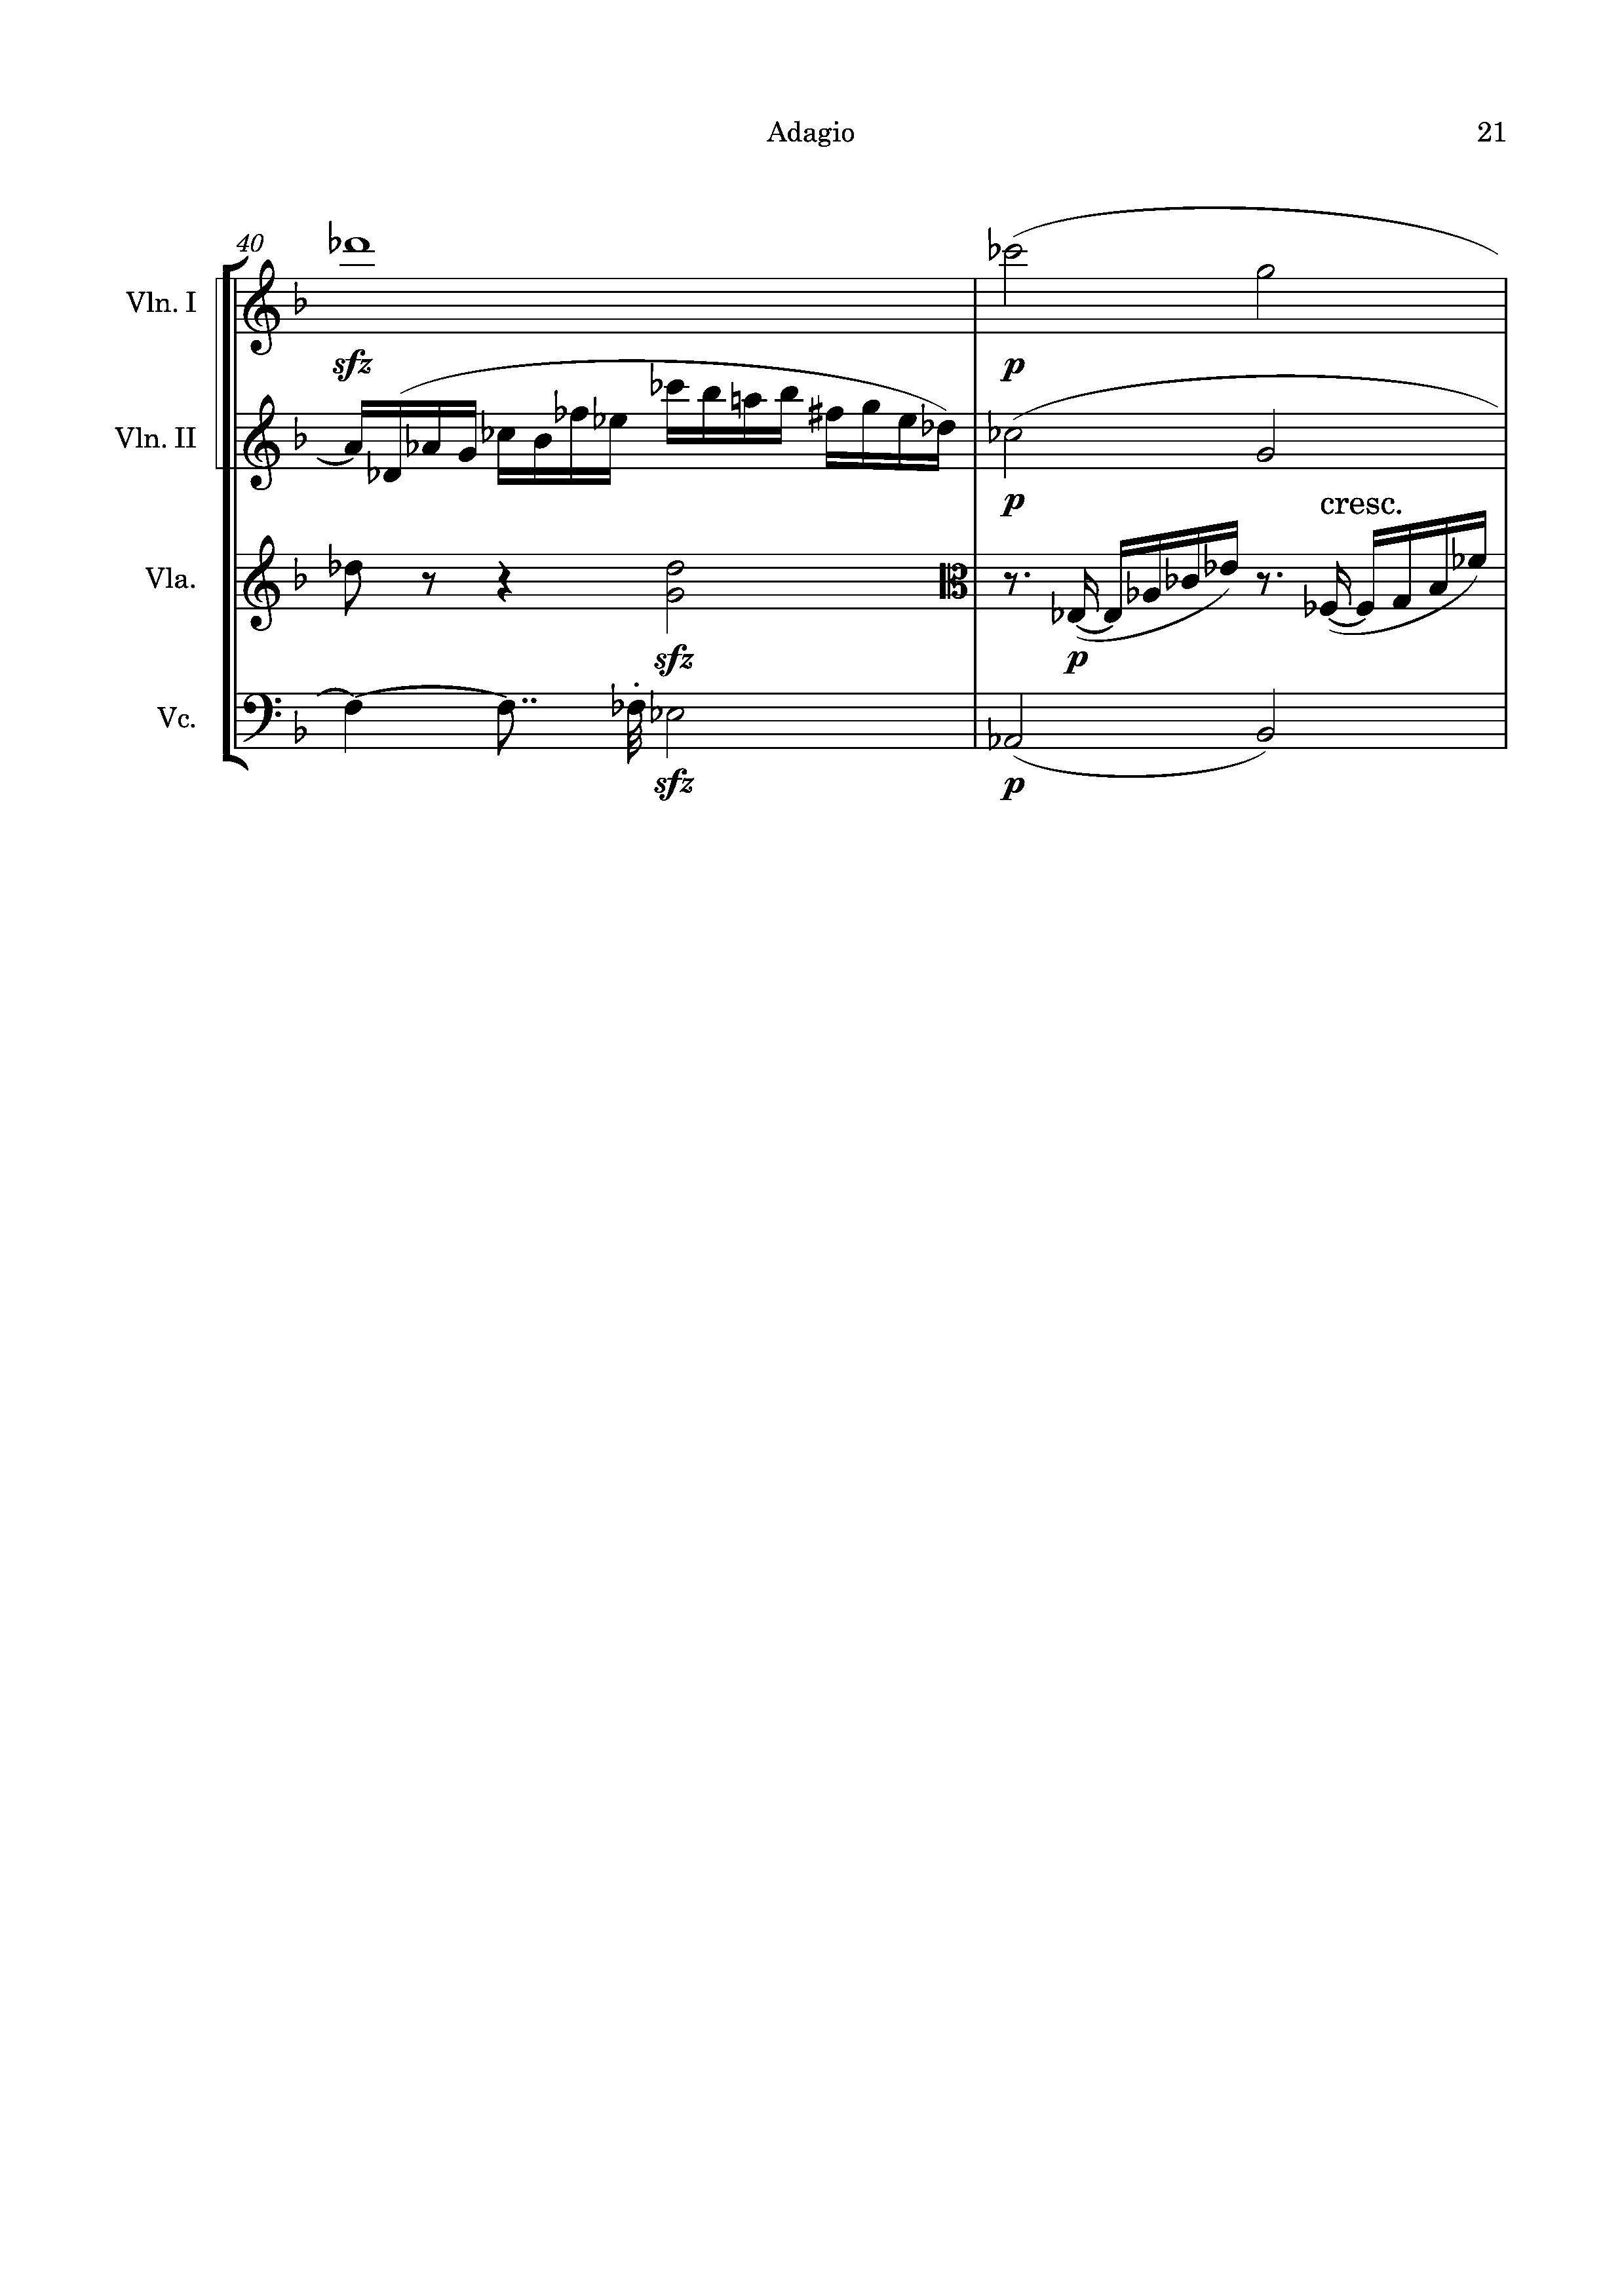 Adagio 21
40
Vln. I
sfz p
Vln. II
p
cresc.
Vla.
sfz p
Vc.
sfz p